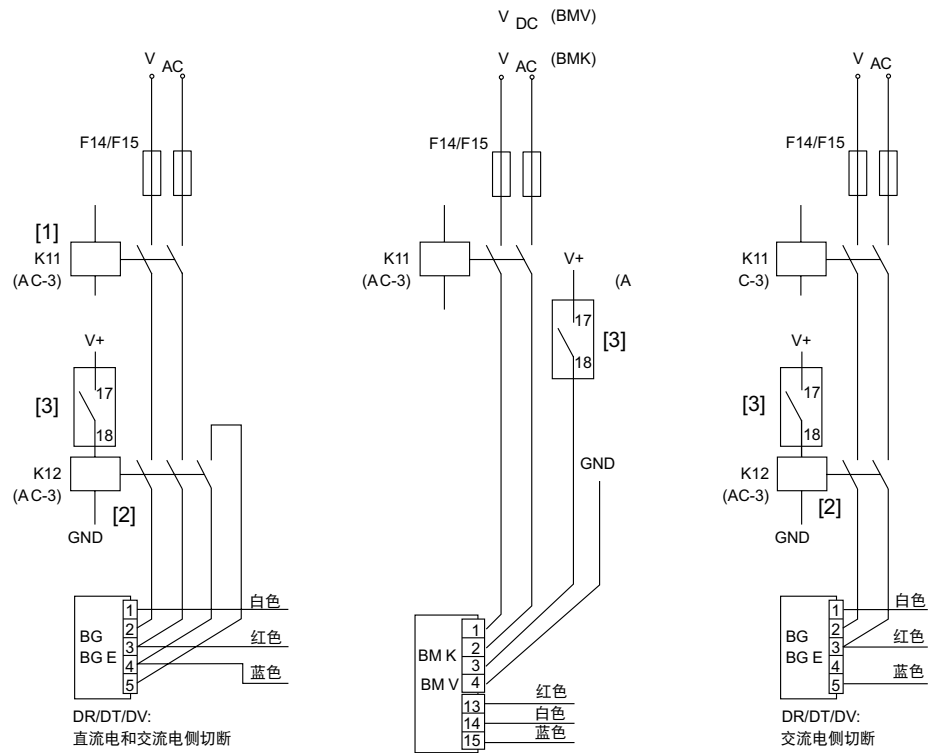 V DC (BMV)
V AC
V AC (BMK)
V AC
F14/F15
F14/F15
F14/F15
[1]
K11
(AC-3)
K11
(AC-3)
V+
(A
17
18
[3]
K11
C-3)
V+
17
18
[3]
K12
(AC-3)
[2]
GND
GND
V+
17
18
[3]
K12
(AC-3)
[2]
GND
BG
BG E
1
2
3
4
5
白色
红色
蓝色
DR/DT/DV:
直流电和交流电侧切断
BM K
BM V
1
2
3
4
13
14
15
红色
白色
蓝色
BG
BG E
1
2
3
4
5
白色
红色
蓝色
DR/DT/DV:
交流电侧切断